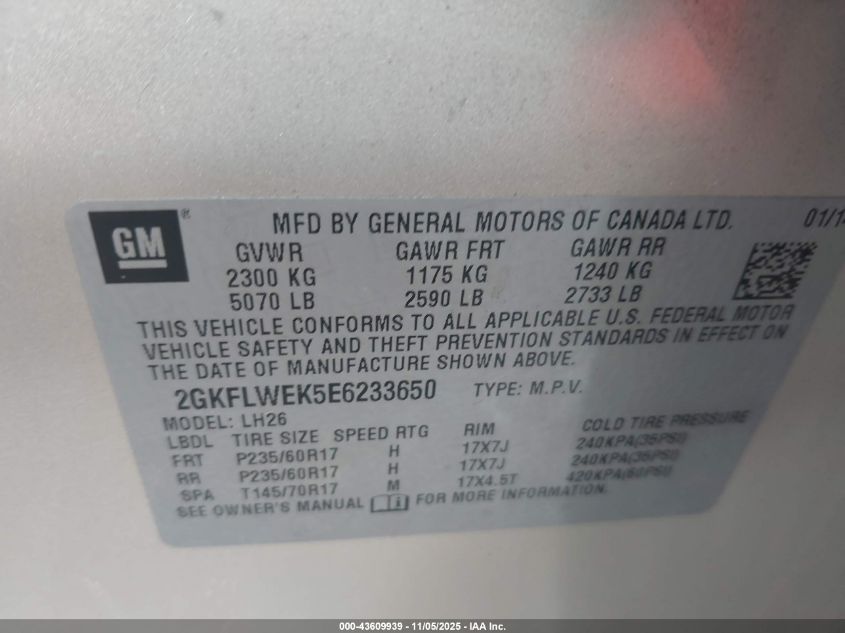 GM ®
MFD BY GENERAL MOTORS OF CANADA LTD. 01/1
GVWR GAWR FRT GAWR RR
2300 KG 1175 KG 1240 KG
5070 LB 2590 LB 2733 LB
THIS VEHICLE CONFORMS TO ALL APPLICABLE U.S. FEDERAL MOTOR
VEHICLE SAFETY AND THEFT PREVENTION STANDARDS IN EFFECT ON
THE DATE OF MANUFACTURE SHOWN ABOVE.
2GKFLWEK5E6233650 TYPE: M.P.V.
MODEL: LH26
LBDL TIRE SIZE SPEED RTG RIM COLD TIRE PRESSURE
FRT P235/60R17 H 17X7J 240KPA(35PSI)
RR P235/60R17 H 17X7J 240KPA(35PSI)
SPA T145/70R17 M 17X4.5T 420KPA(60PSI)
SEE OWNER'S MANUAL FOR MORE INFORMATION.
000-43609939 - 11/05/2025 - IAA Inc.